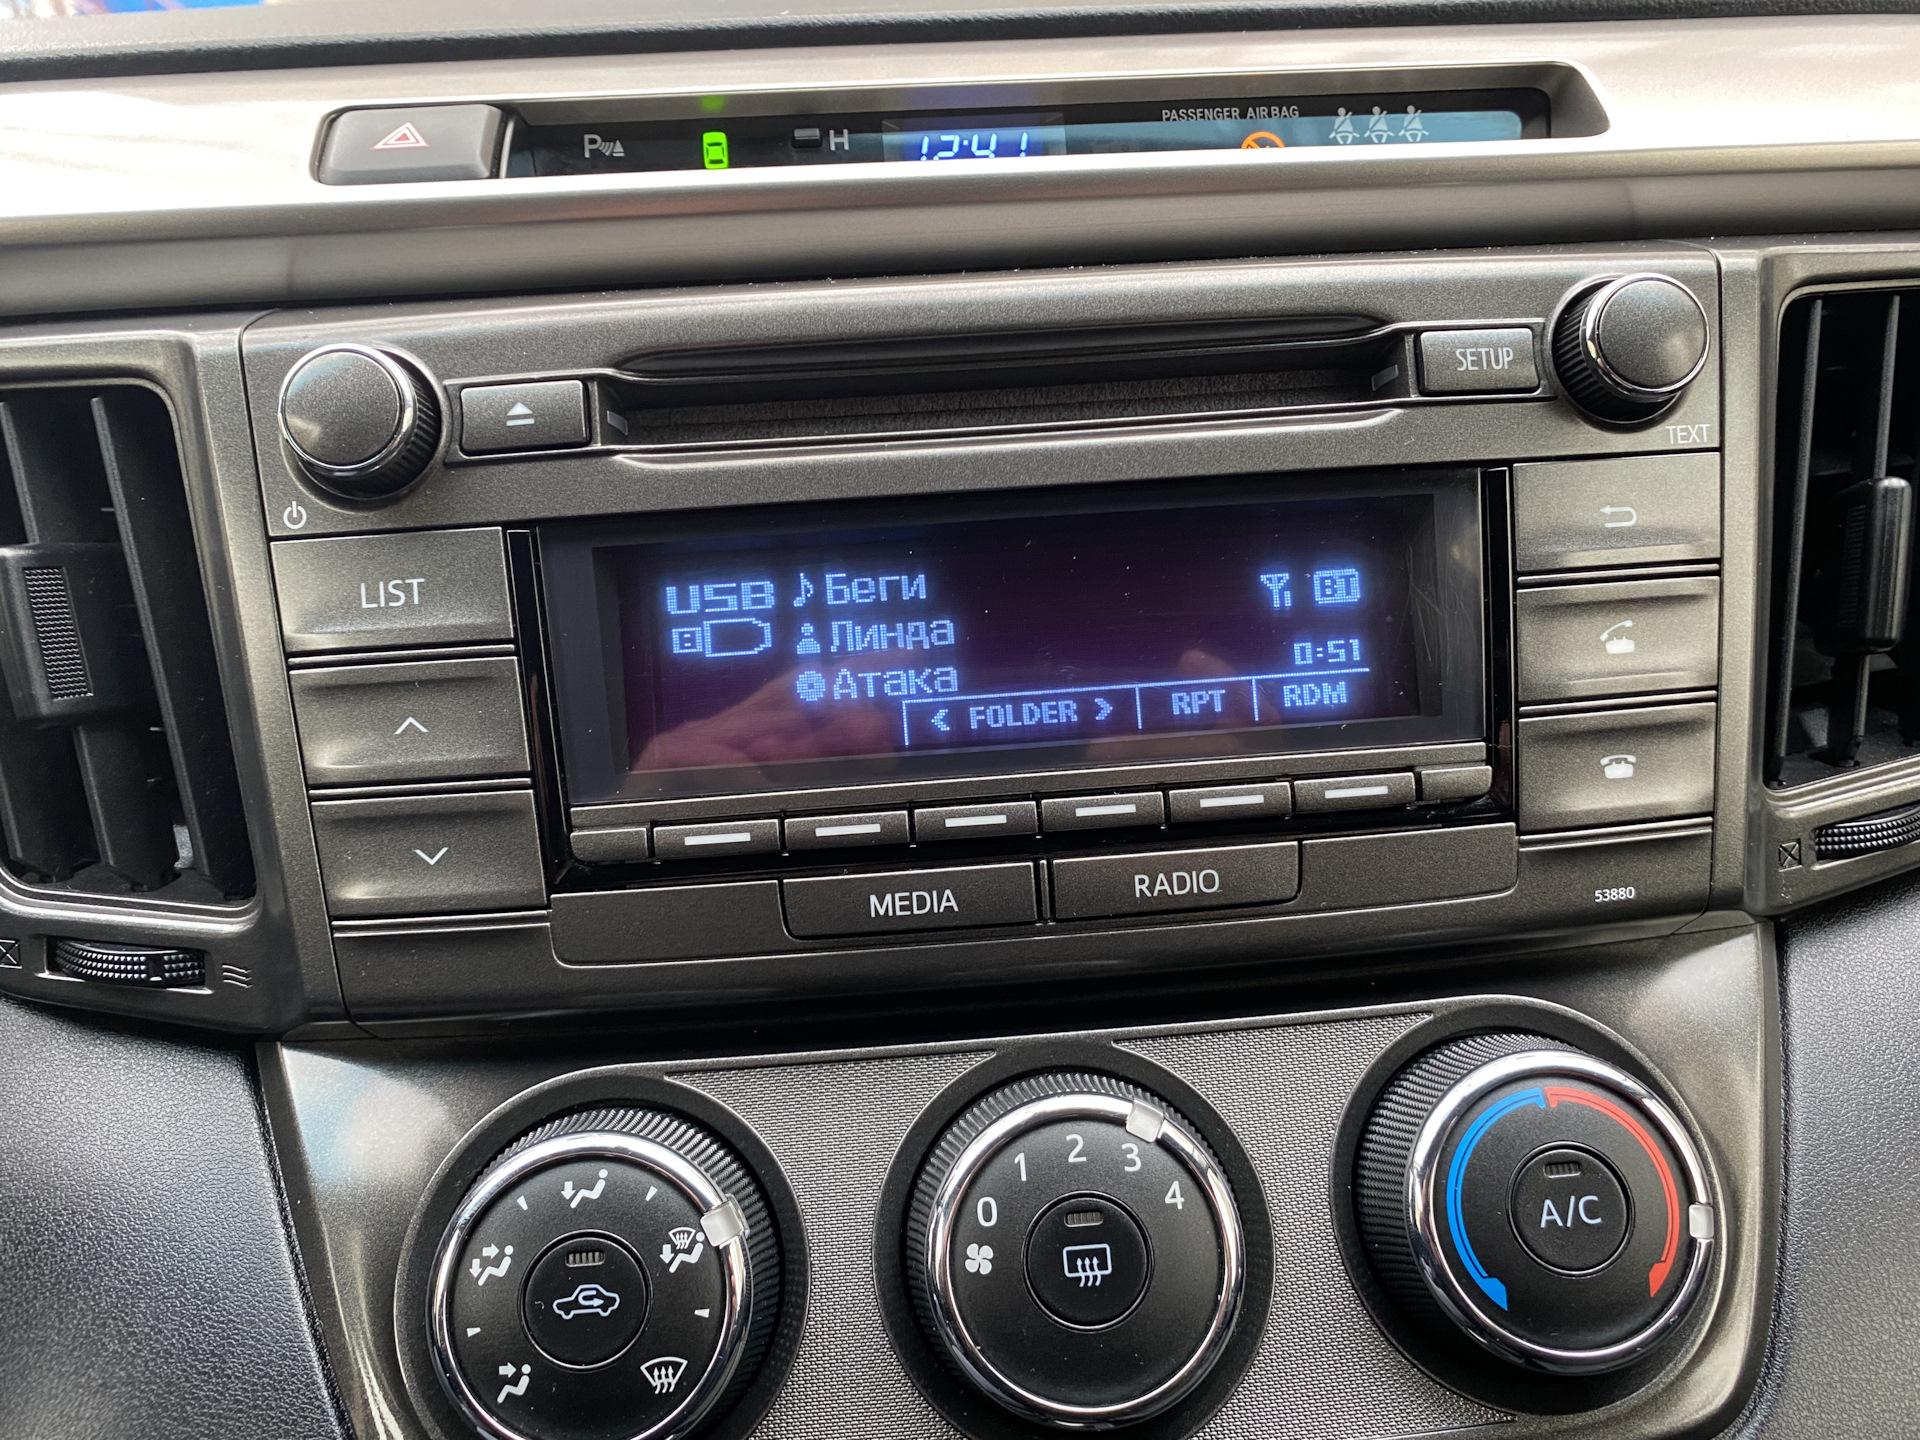 P H 12:41 PASSENGER AIR BAG
SETUP
TEXT
LIST
USB Беги BT
Линда 0:51
Атака
< FOLDER > RPT RDM
MEDIA RADIO
53880
0 1 2 3 4
A/C